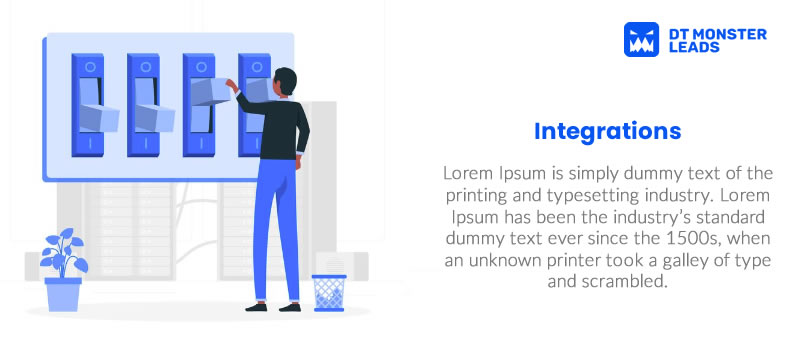 DT MONSTER
LEADS
Integrations
Lorem Ipsum is simply dummy text of the
printing and typesetting industry. Lorem
Ipsum has been the industry's standard
dummy text ever since the 1500s, when
an unknown printer took a galley of type
and scrambled.